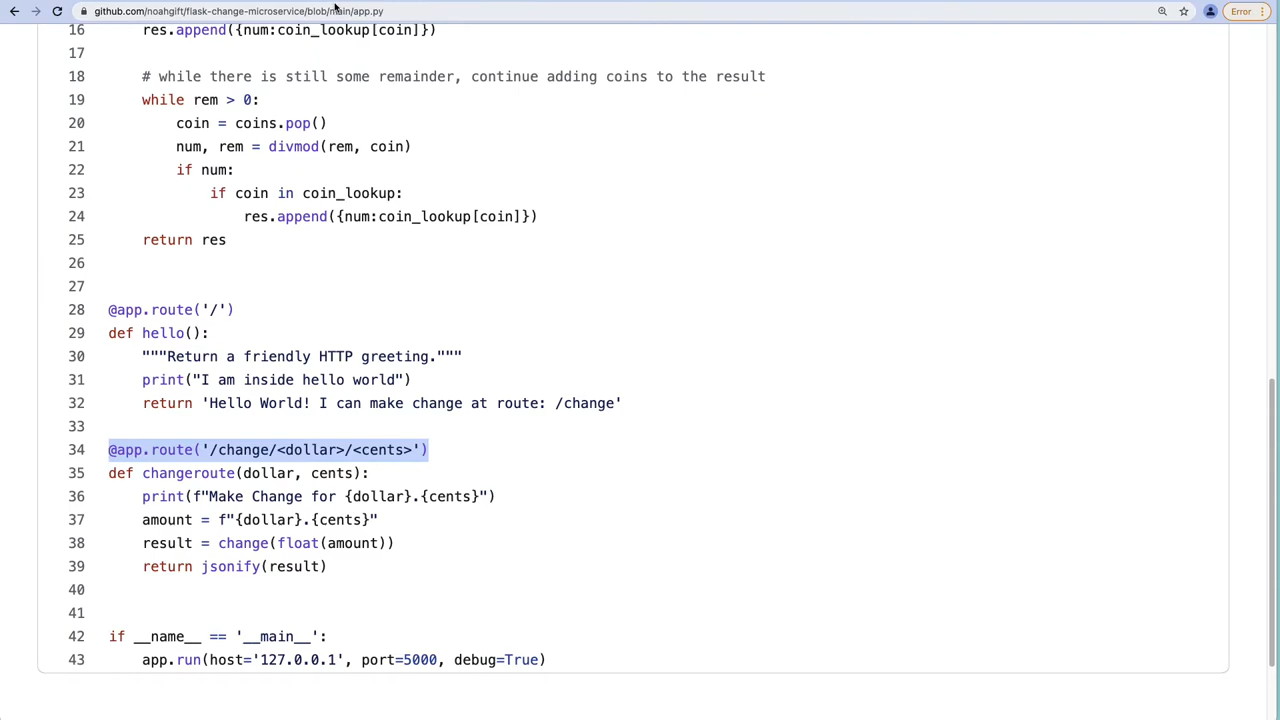 github.com/noahgift/flask-change-microservice/blob/main/app.py
Error
16 res.append({num:coin_lookup[coin]})
17
18 # while there is still some remainder, continue adding coins to the result
19 while rem > 0:
20 coin = coins.pop()
21 num, rem = divmod(rem, coin)
22 if num:
23 if coin in coin_lookup:
24 res.append({num:coin_lookup[coin]})
25 return res
26
27
28 @app.route('/')
29 def hello():
30 """Return a friendly HTTP greeting."""
31 print("I am inside hello world")
32 return 'Hello World! I can make change at route: /change'
33
34 @app.route('/change/<dollar>/<cents>')
35 def changeroute(dollar, cents):
36 print(f"Make Change for {dollar}.{cents}")
37 amount = f"{dollar}.{cents}"
38 result = change(float(amount))
39 return jsonify(result)
40
41
42 if __name__ == '__main__':
43 app.run(host='127.0.0.1', port=5000, debug=True)